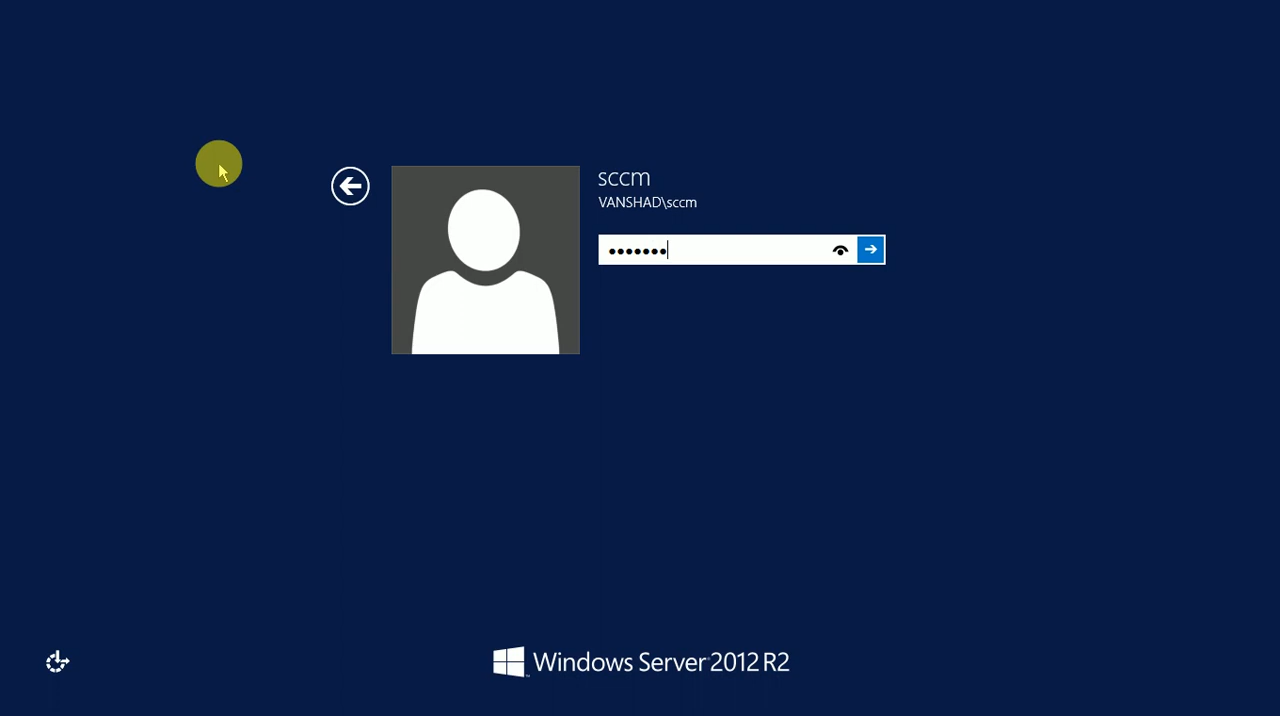 sccm
VANSHAD\sccm
•••••••
Windows Server 2012 R2